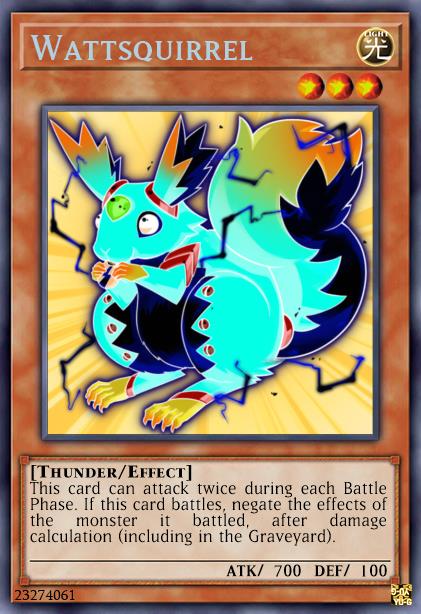 WATTSQUIRREL
LIGHT
光
[THUNDER/EFFECT]
This card can attack twice during each Battle
Phase. If this card battles, negate the effects of
the monster it battled, after damage
calculation (including in the Graveyard).
ATK/ 700 DEF/ 100
23274061